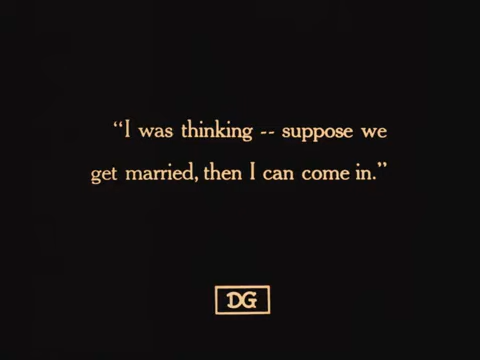 “I was thinking -- suppose we
get married, then I can come in.”
DG